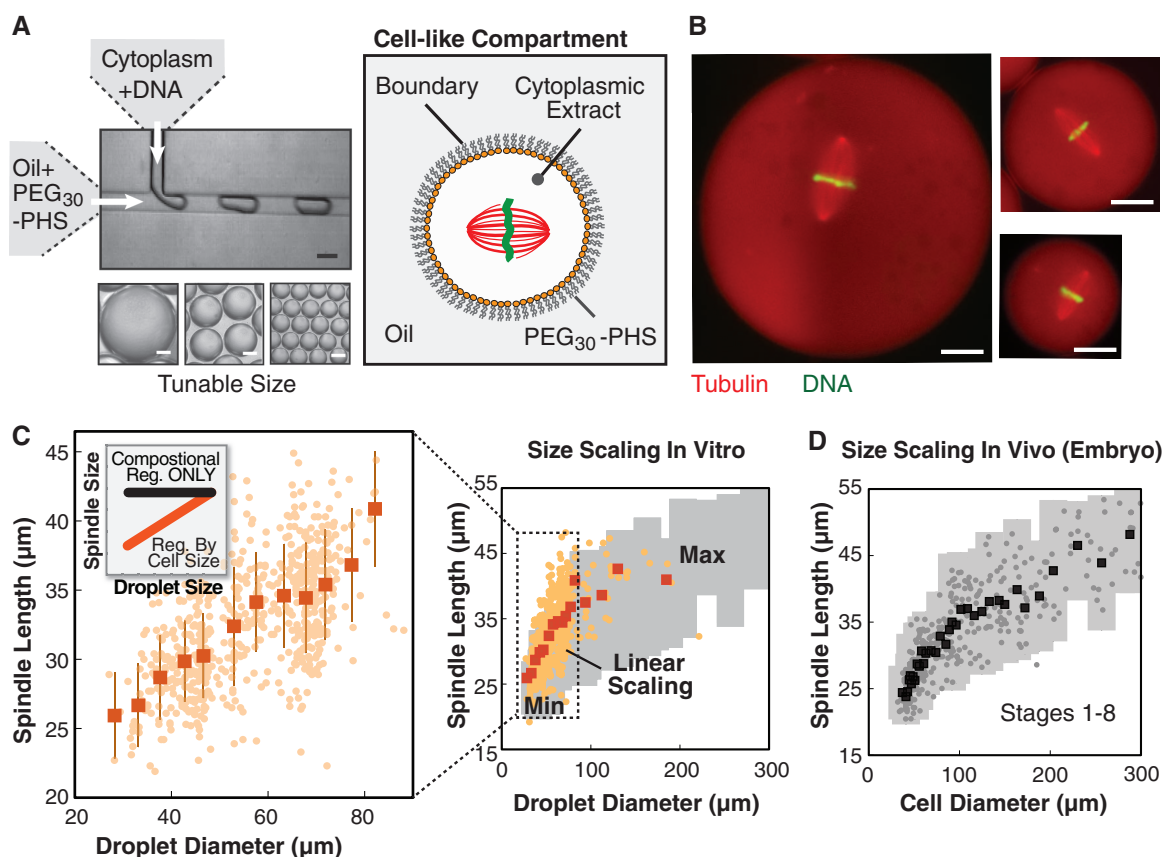 A
Cytoplasm
+DNA
Oil+
PEG30
-PHS
Tunable Size
Cell-like Compartment
Boundary
Cytoplasmic
Extract
Oil
PEG30-PHS
B
Tubulin
DNA
C
45
40
35
30
25
20
20
40
60
80
Spindle Length (µm)
Droplet Diameter (µm)
Spindle Size
Compostional
Reg. ONLY
Reg. By
Cell Size
Droplet Size
Size Scaling In Vitro
55
45
35
25
15
0
100
200
300
Spindle Length (µm)
Droplet Diameter (µm)
Max
Linear
Scaling
Min
D
Size Scaling In Vivo (Embryo)
55
45
35
25
15
0
100
200
300
Spindle Length (µm)
Cell Diameter (µm)
Stages 1-8